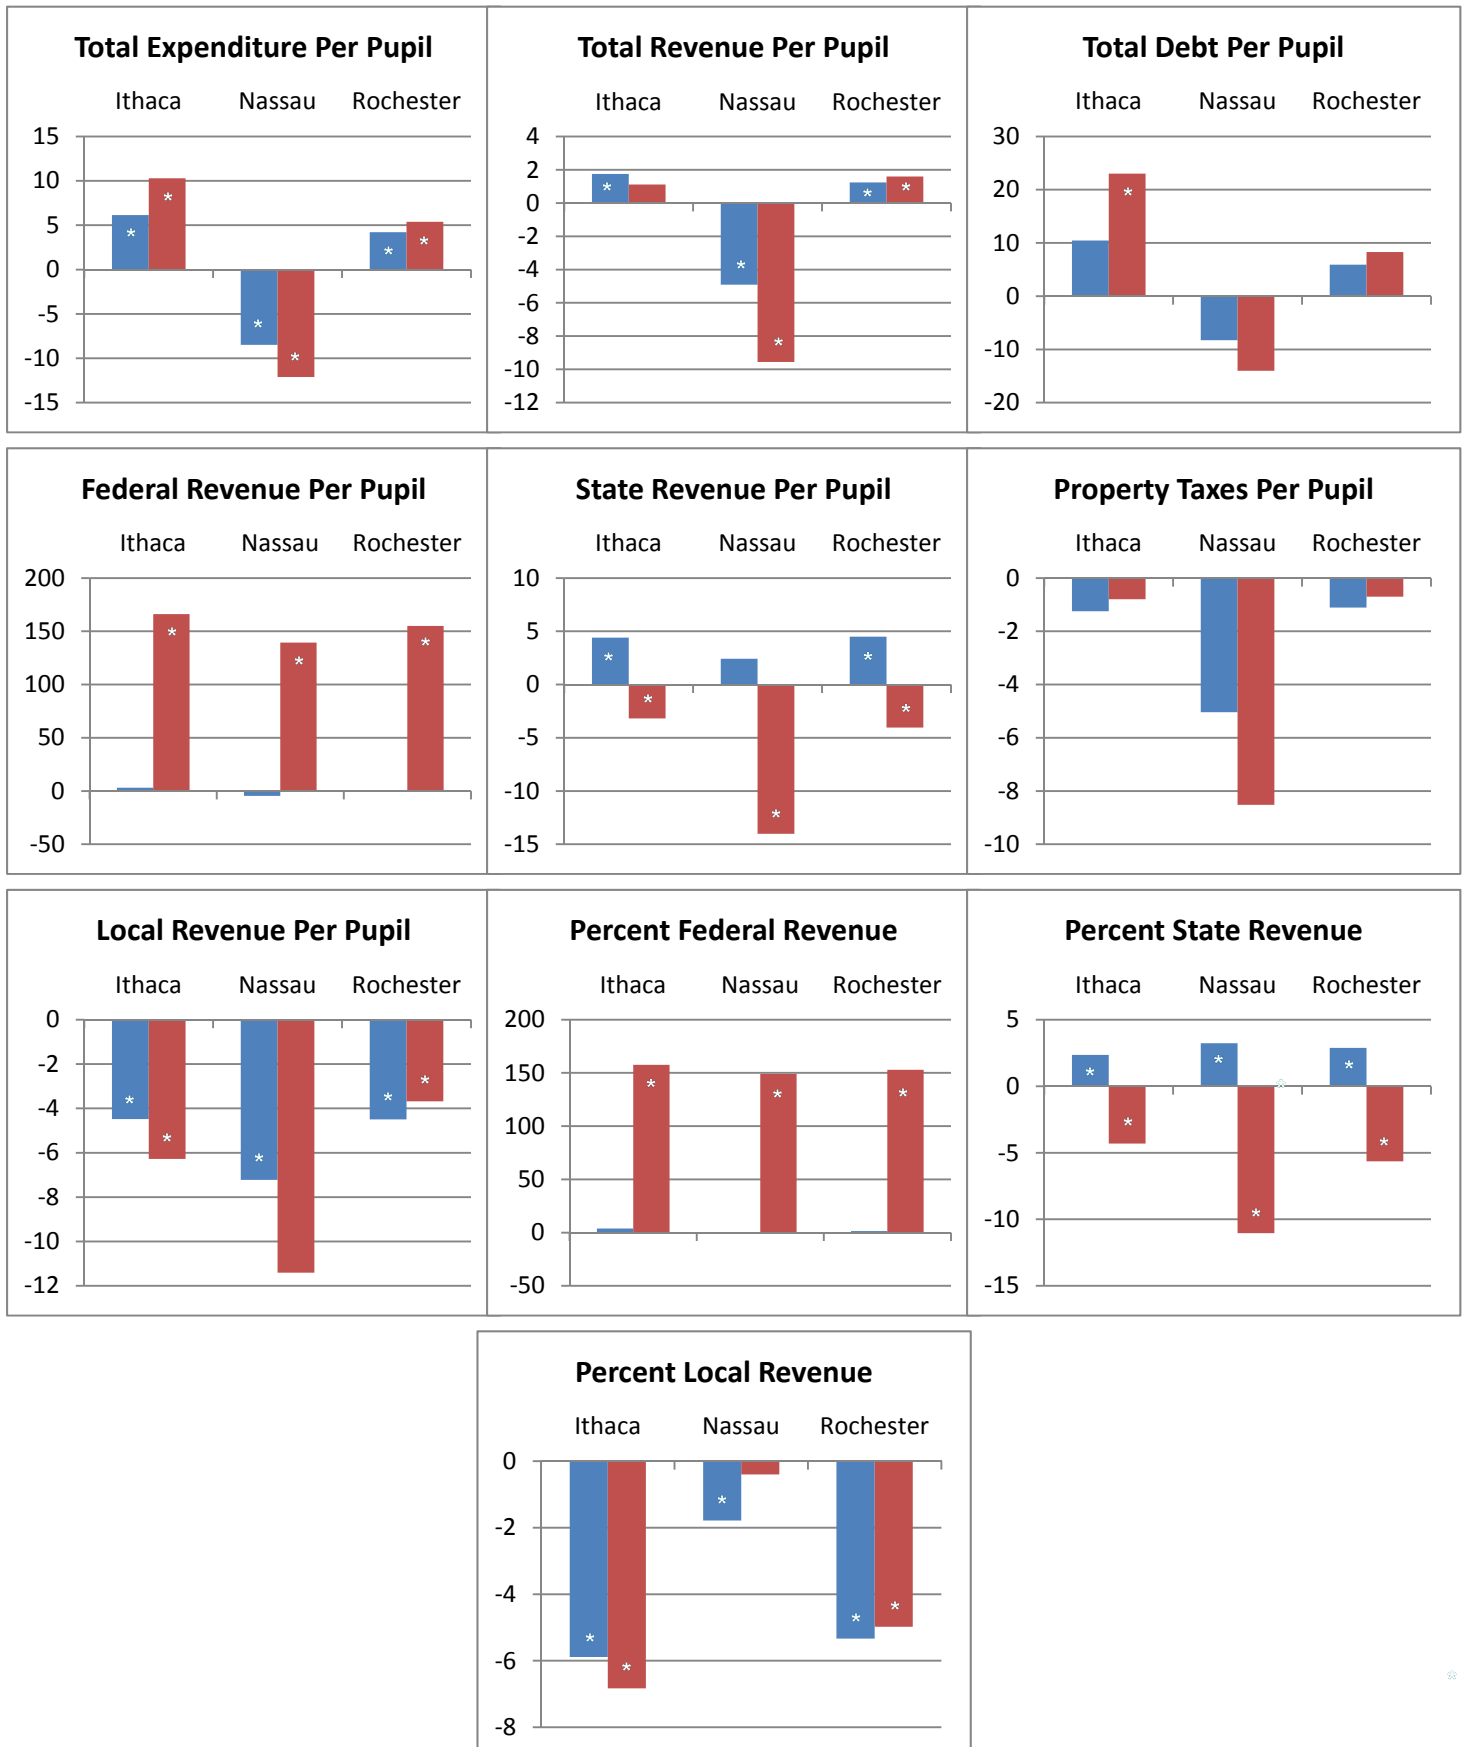 Total Expenditure Per Pupil
Ithaca Nassau Rochester
15
10
5
0
-5
-10
-15
* * * * * *
Total Revenue Per Pupil
Ithaca Nassau Rochester
4
2
0
-2
-4
-6
-8
-10
-12
* * * * *
Total Debt Per Pupil
Ithaca Nassau Rochester
30
20
10
0
-10
-20
*
Federal Revenue Per Pupil
Ithaca Nassau Rochester
200
150
100
50
0
-50
* * *
State Revenue Per Pupil
Ithaca Nassau Rochester
10
5
0
-5
-10
-15
* * * * *
Property Taxes Per Pupil
Ithaca Nassau Rochester
0
-2
-4
-6
-8
-10
Local Revenue Per Pupil
Ithaca Nassau Rochester
0
-2
-4
-6
-8
-10
-12
* * * * *
Percent Federal Revenue
Ithaca Nassau Rochester
200
150
100
50
0
-50
* * *
Percent State Revenue
Ithaca Nassau Rochester
5
0
-5
-10
-15
* * * * * * *
Percent Local Revenue
Ithaca Nassau Rochester
0
-2
-4
-6
-8
* * * * *
*